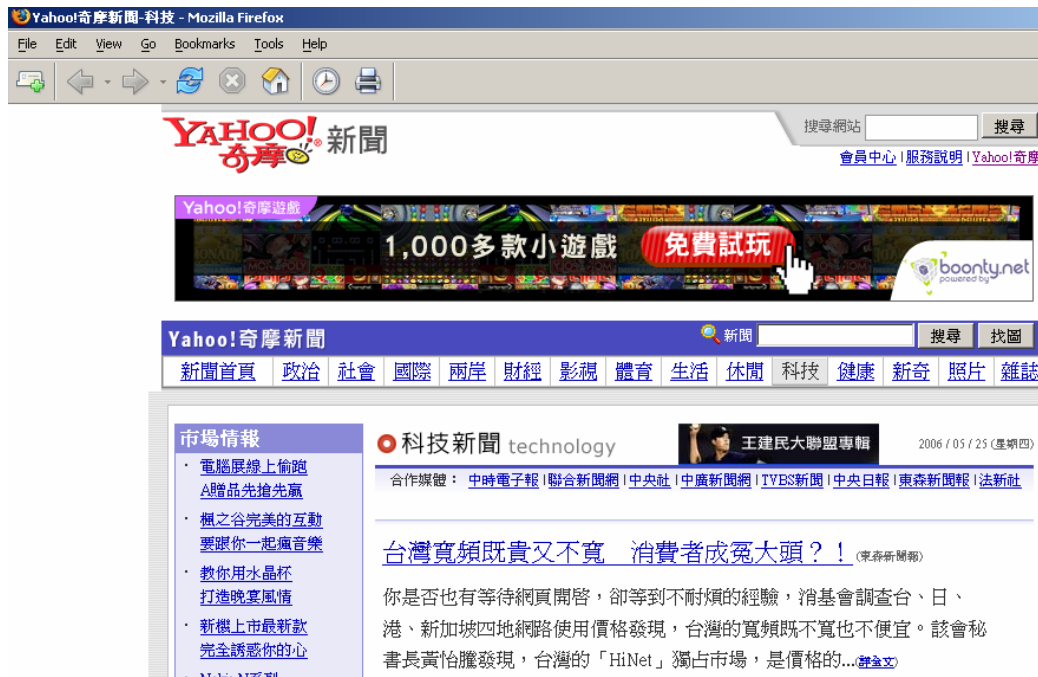 Yahoo!奇摩新聞-科技 - Mozilla Firefox
File Edit View Go Bookmarks Tools Help
YAHOO! 奇摩 新聞
搜尋網站 搜尋
會員中心 | 服務說明 | Yahoo!奇摩
Yahoo!奇摩遊戲
1,000多款小遊戲 免費試玩
boonty.net
powered by
Yahoo!奇摩新聞 新聞 搜尋 找圖
新聞首頁 政治 社會 國際 兩岸 財經 影視 體育 生活 休閒 科技 健康 新奇 照片 雜誌
市場情報
· 電腦展線上偷跑
A贈品先搶先贏
· 楓之谷完美的互動
要跟你一起瘋音樂
· 教你用水晶杯
打造晚宴風情
· 新機上市最新款
完全誘惑你的心
科技新聞 technology 王建民大聯盟專輯 2006 / 05 / 25 (星期四)
合作媒體： 中時電子報 | 聯合新聞網 | 中央社 | 中廣新聞網 | TVBS新聞 | 中央日報 | 東森新聞報 | 法新社
台灣寬頻既貴又不寬 消費者成冤大頭？！ (東森新聞報)
你是否也有等待網頁開啓，卻等到不耐煩的經驗，消基會調查台、日、
港、新加坡四地網路使用價格發現，台灣的寬頻既不寬也不便宜。該會秘
書長黃怡騰發現，台灣的「HiNet」獨占市場，是價格的...(詳全文)